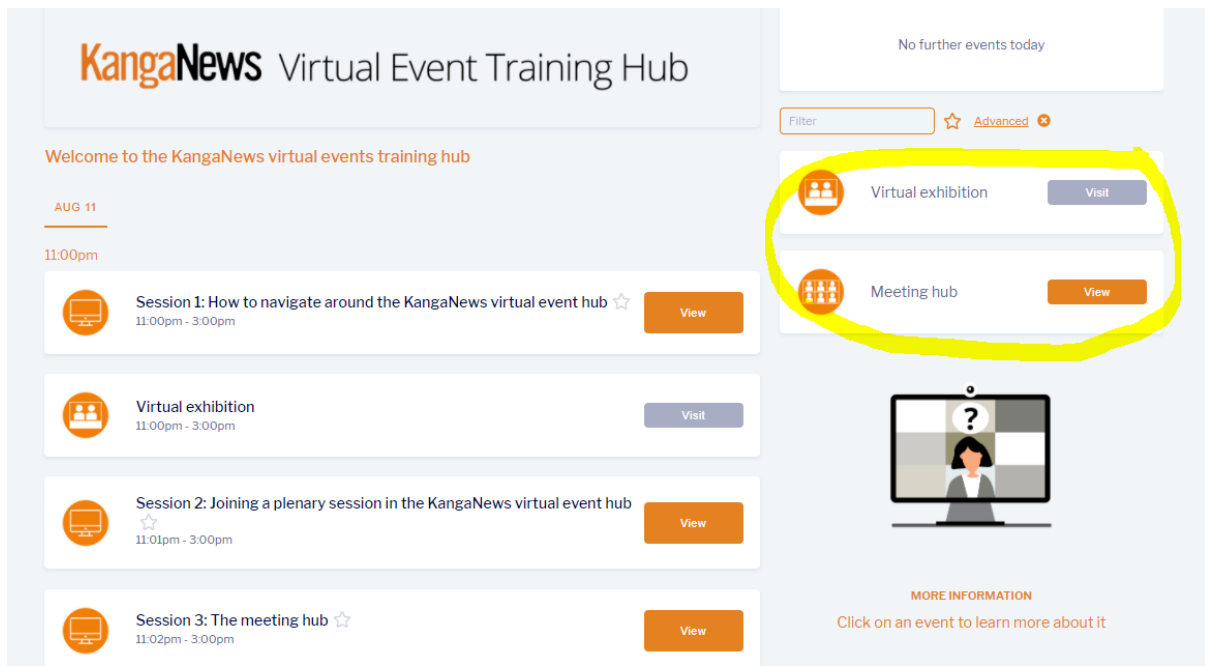 KangaNews Virtual Event Training Hub
Welcome to the KangaNews virtual events training hub
AUG 11
11:00pm
Session 1: How to navigate around the KangaNews virtual event hub
11:00pm - 3:00pm
View
Virtual exhibition
11:00pm - 3:00pm
Visit
Session 2: Joining a plenary session in the KangaNews virtual event hub
11:01pm - 3:00pm
View
Session 3: The meeting hub
11:02pm - 3:00pm
View
No further events today
Filter
Advanced
Virtual exhibition
Visit
Meeting hub
View
?
MORE INFORMATION
Click on an event to learn more about it